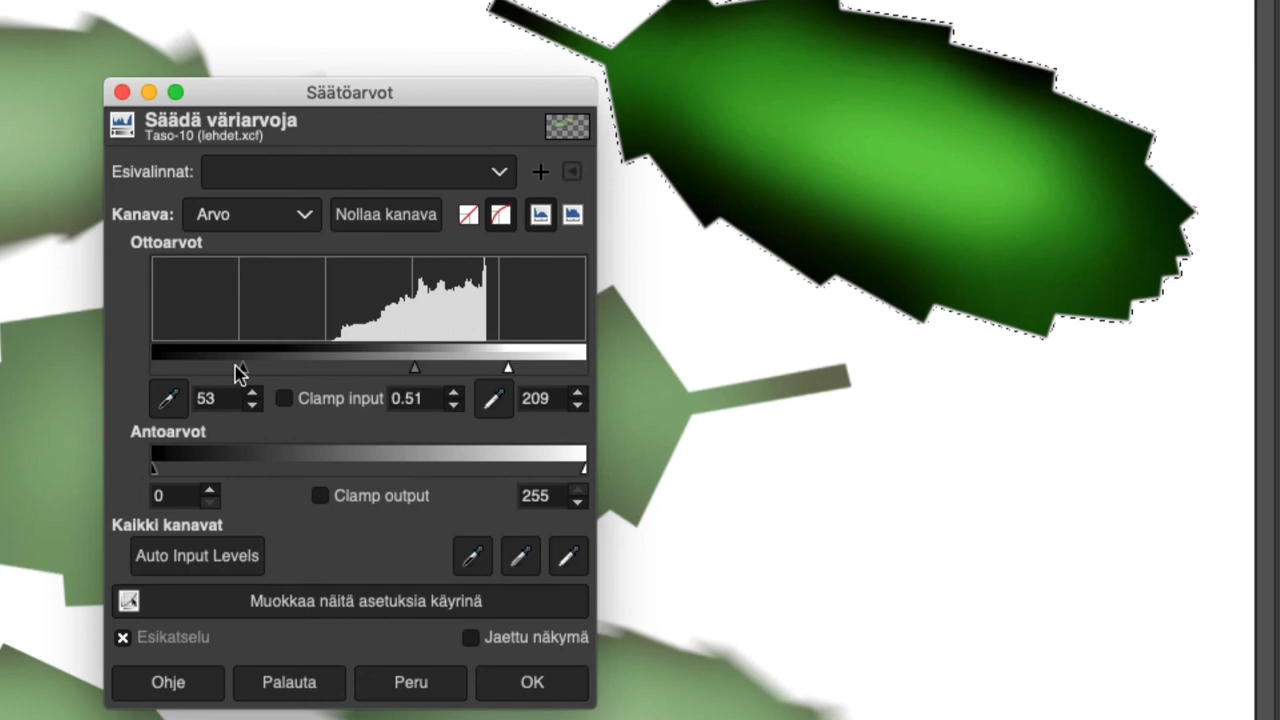 Säätöarvot
Säädä väriarvoja
Taso-10 (lehdet.xcf)
Esivalinnat:
Kanava: Arvo Nollaa kanava
Ottoarvot
53 Clamp input 0.51 209
Antoarvot
0 Clamp output 255
Kaikki kanavat
Auto Input Levels
Muokkaa näitä asetuksia käyrinä
Esikatselu Jaettu näkymä
Ohje Palauta Peru OK